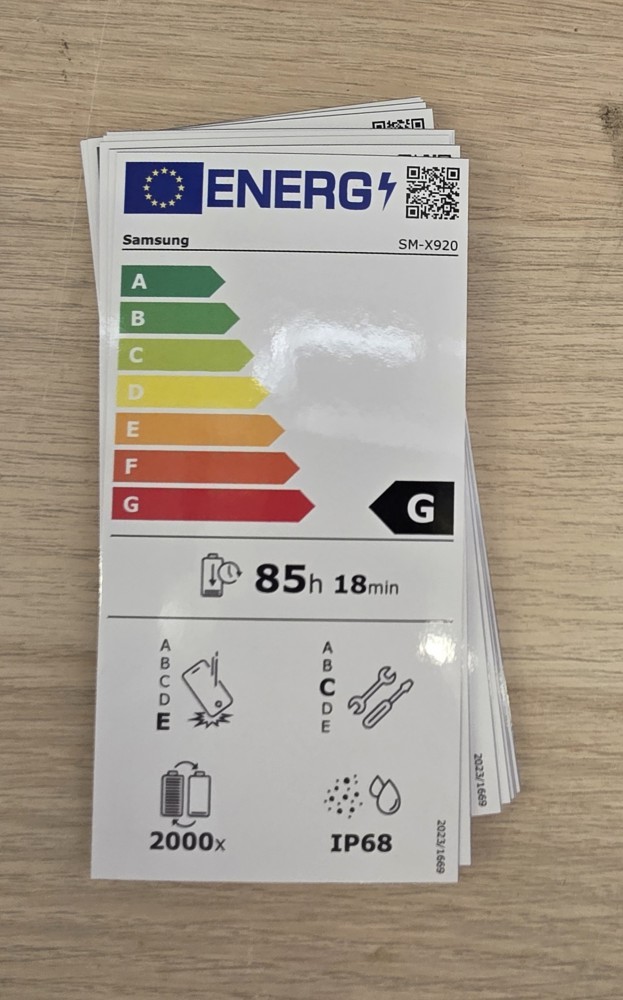 ENERG
Samsung SM-X920
A
B
C
D
E
F
G
G
85h 18min
A
B
C
D
E
A
B
C
D
E
2000x
IP68
2023/1669
2023/1669